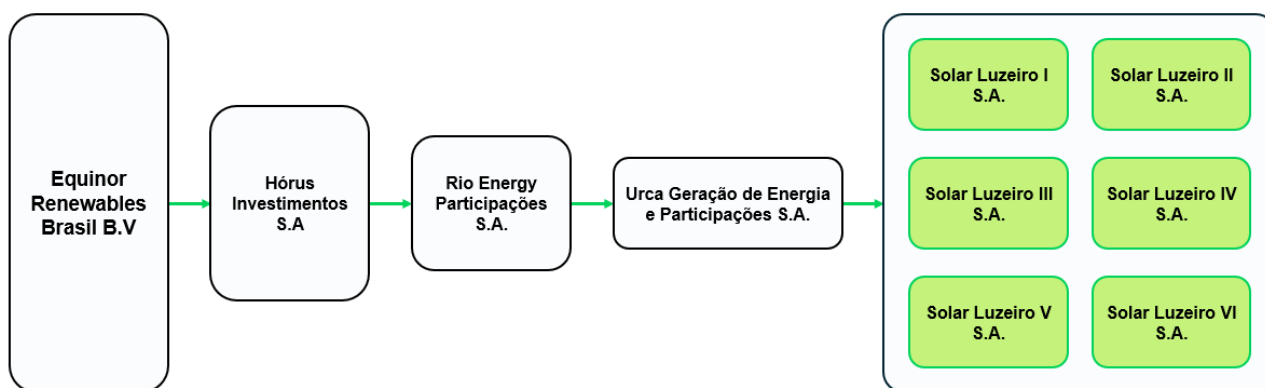 Equinor
Renewables
Brasil B.V
Hórus
Investimentos
S.A
Rio Energy
Participações
S.A.
Urca Geração de Energia
e Participações S.A.
Solar Luzeiro I
S.A.
Solar Luzeiro II
S.A.
Solar Luzeiro III
S.A.
Solar Luzeiro IV
S.A.
Solar Luzeiro V
S.A.
Solar Luzeiro VI
S.A.